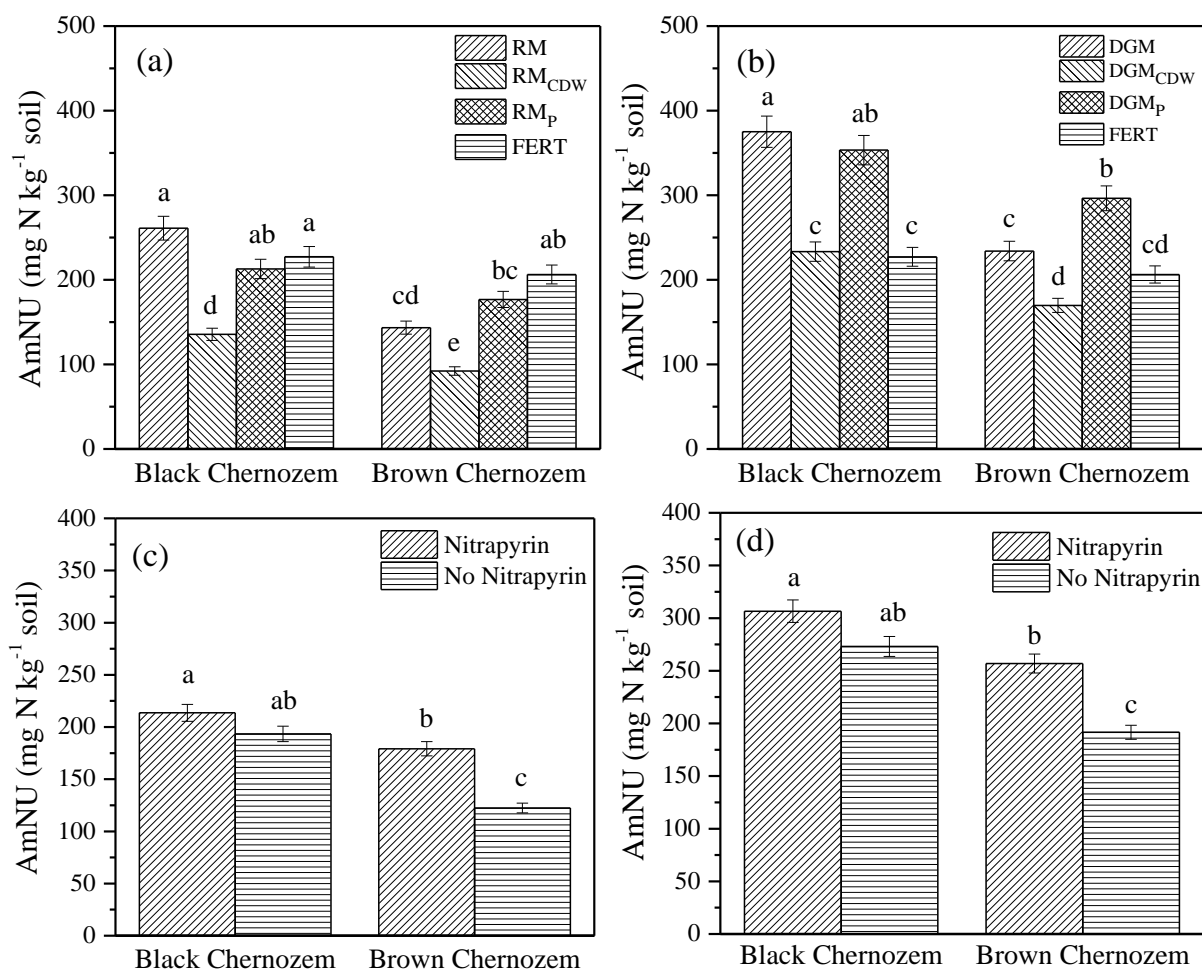 (a)
RM
RM_CDW
RM_P
FERT
AmNU (mg N kg⁻¹ soil)
500
400
300
200
100
0
a
d
ab
a
cd
e
bc
ab
Black Chernozem
Brown Chernozem
(b)
DGM
DGM_CDW
DGM_P
FERT
AmNU (mg N kg⁻¹ soil)
500
400
300
200
100
0
a
c
ab
c
c
d
b
cd
Black Chernozem
Brown Chernozem
(c)
Nitrapyrin
No Nitrapyrin
AmNU (mg N kg⁻¹ soil)
400
350
300
250
200
150
100
50
0
a
ab
b
c
Black Chernozem
Brown Chernozem
(d)
Nitrapyrin
No Nitrapyrin
AmNU (mg N kg⁻¹ soil)
400
350
300
250
200
150
100
50
0
a
ab
b
c
Black Chernozem
Brown Chernozem